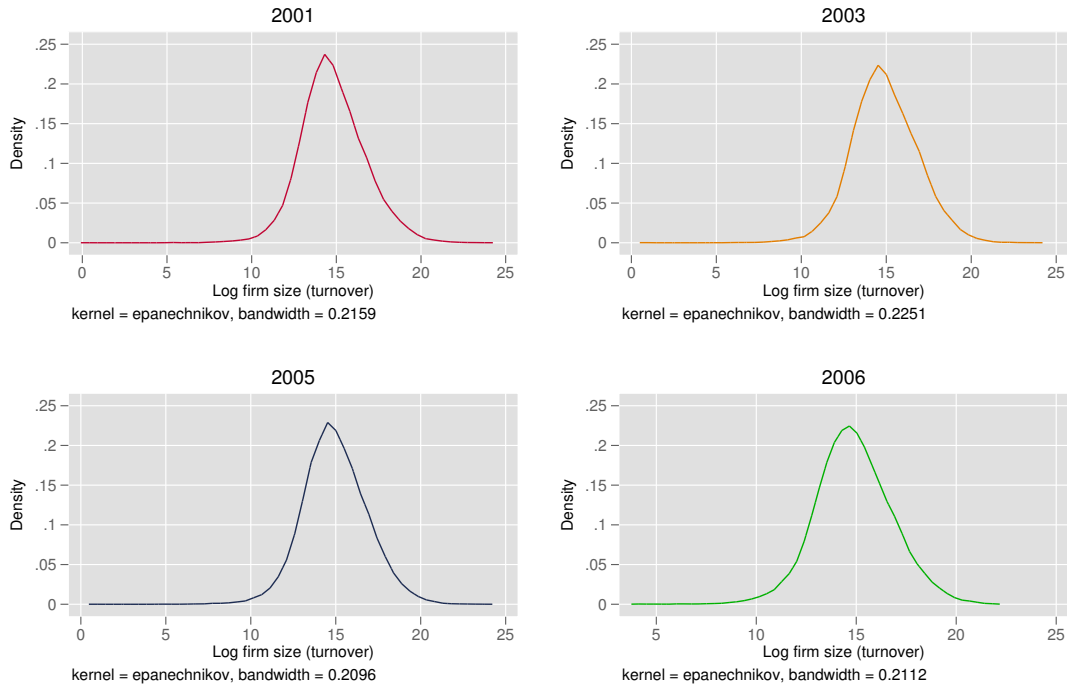 2001
.25
.2
.15
.1
.05
0
Density
0 5 10 15 20 25
Log firm size (turnover)
kernel = epanechnikov, bandwidth = 0.2159
2003
.25
.2
.15
.1
.05
0
Density
0 5 10 15 20 25
Log firm size (turnover)
kernel = epanechnikov, bandwidth = 0.2251
2005
.25
.2
.15
.1
.05
0
Density
0 5 10 15 20 25
Log firm size (turnover)
kernel = epanechnikov, bandwidth = 0.2096
2006
.25
.2
.15
.1
.05
0
Density
5 10 15 20 25
Log firm size (turnover)
kernel = epanechnikov, bandwidth = 0.2112